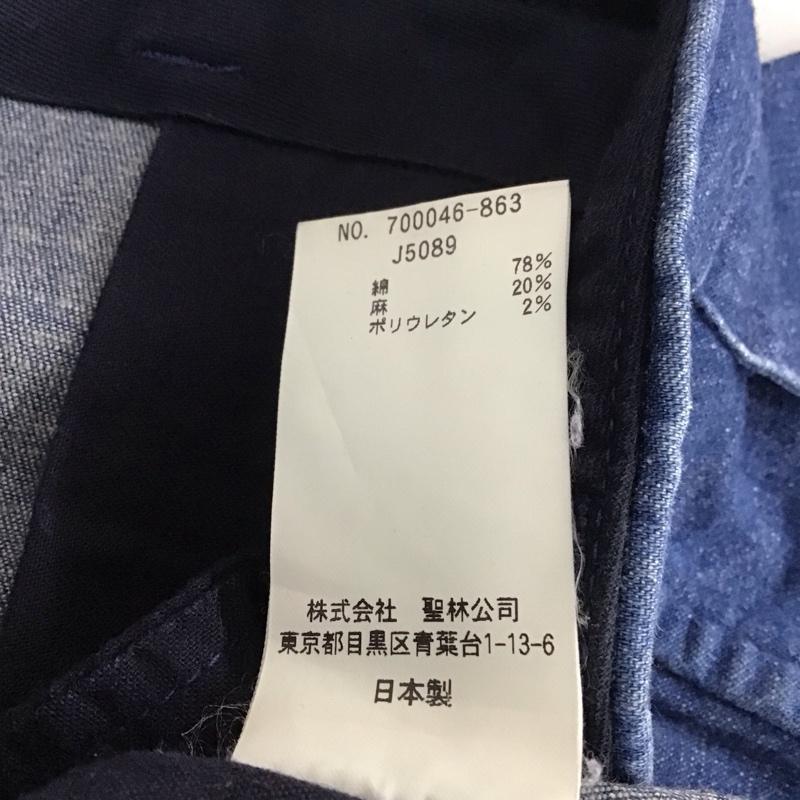 NO. 700046-863
J5089
綿 78%
麻 20%
ポリウレタン 2%
株式会社 聖林公司
東京都目黒区青葉台1-13-6
日本製